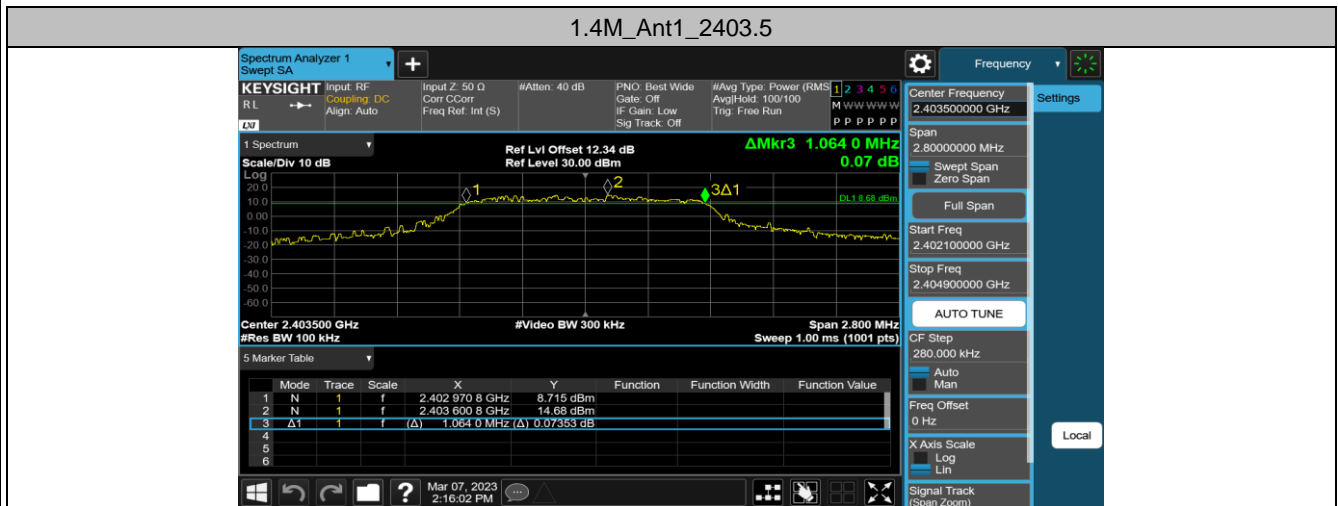 1.4M_Ant1_2403.5
Spectrum Analyzer 1
Swept SA
Frequency
KEYSIGHT
R L
LXI
Input: RF
Coupling: DC
Align: Auto
Input Z: 50 Ω
Corr CCorr
Freq Ref: Int (S)
#Atten: 40 dB
PNO: Best Wide
Gate: Off
IF Gain: Low
Sig Track: Off
#Avg Type: Power (RMS
Avg|Hold: 100/100
Trig: Free Run
1 2 3 4 5 6
M W W W W W
P P P P P P
Settings
Center Frequency
2.403500000 GHz
Span
2.80000000 MHz
Swept Span
Zero Span
Full Span
Start Freq
2.402100000 GHz
Stop Freq
2.404900000 GHz
AUTO TUNE
CF Step
280.000 kHz
Auto
Man
Freq Offset
0 Hz
X Axis Scale
Log
Lin
Signal Track
(Span Zoom)
Local
1 Spectrum
Scale/Div 10 dB
Ref Lvl Offset 12.34 dB
Ref Level 30.00 dBm
ΔMkr3 1.064 0 MHz
0.07 dB
Log
20.0
10.0
0.00
-10.0
-20.0
-30.0
-40.0
-50.0
-60.0
1
2
3Δ1
DL1 8.68 dBm
Center 2.403500 GHz
#Res BW 100 kHz
#Video BW 300 kHz
Span 2.800 MHz
Sweep 1.00 ms (1001 pts)
5 Marker Table
Mode Trace Scale X Y Function Function Width Function Value
1 N 1 f 2.402 970 8 GHz 8.715 dBm
2 N 1 f 2.403 600 8 GHz 14.68 dBm
3 Δ1 1 f (Δ) 1.064 0 MHz (Δ) 0.07353 dB
4
5
6
?
Mar 07, 2023
2:16:02 PM